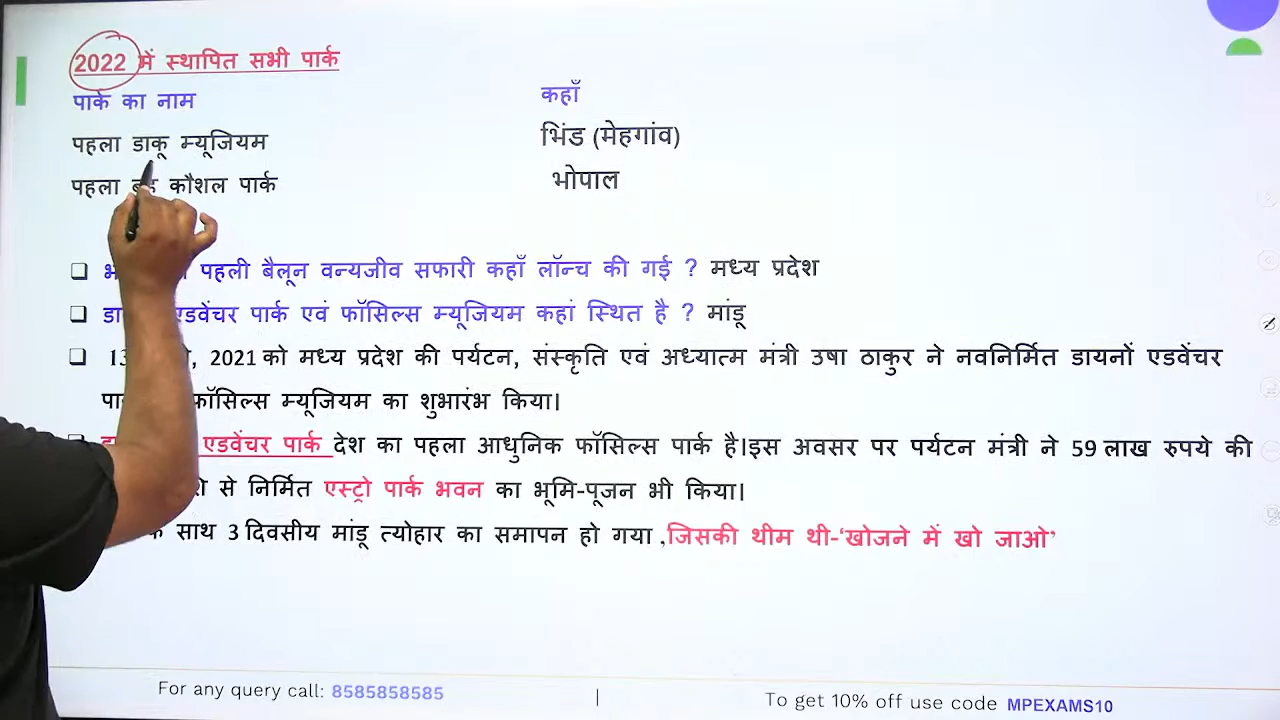 2022 में स्थापित सभी पार्क
पार्क का नाम कहाँ
पहला डाकू म्यूजियम भिंड (मेहगांव)
पहला कौशल पार्क भोपाल
❑ पहली बैलून वन्यजीव सफारी कहाँ लॉन्च की गई ? मध्य प्रदेश
❑ एडवेंचर पार्क एवं फॉसिल्स म्यूजियम कहां स्थित है ? मांडू
❑ 2021 को मध्य प्रदेश की पर्यटन, संस्कृति एवं अध्यात्म मंत्री उषा ठाकुर ने नवनिर्मित डायनों एडवेंचर
फॉसिल्स म्यूजियम का शुभारंभ किया।
एडवेंचर पार्क देश का पहला आधुनिक फॉसिल्स पार्क है।इस अवसर पर पर्यटन मंत्री ने 59 लाख रुपये की
से निर्मित एस्ट्रो पार्क भवन का भूमि-पूजन भी किया।
साथ 3 दिवसीय मांडू त्योहार का समापन हो गया ,जिसकी थीम थी-‘खोजने में खो जाओ’
For any query call: 8585858585 | To get 10% off use code MPEXAMS10